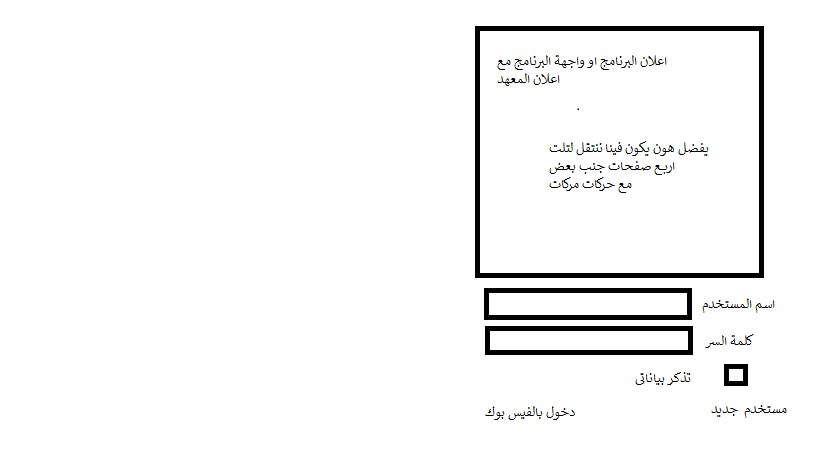 اعلان البرنامج او واجهة البرنامج مع
اعلان المعهد
.
يفضل هون يكون فينا ننتقل لتلت
اربع صفحات جنب بعض
مع حركات مركات
اسم المستخدم
كلمة السر
تذكر بياناتى
مستخدم جديد
دخول بالفيس بوك